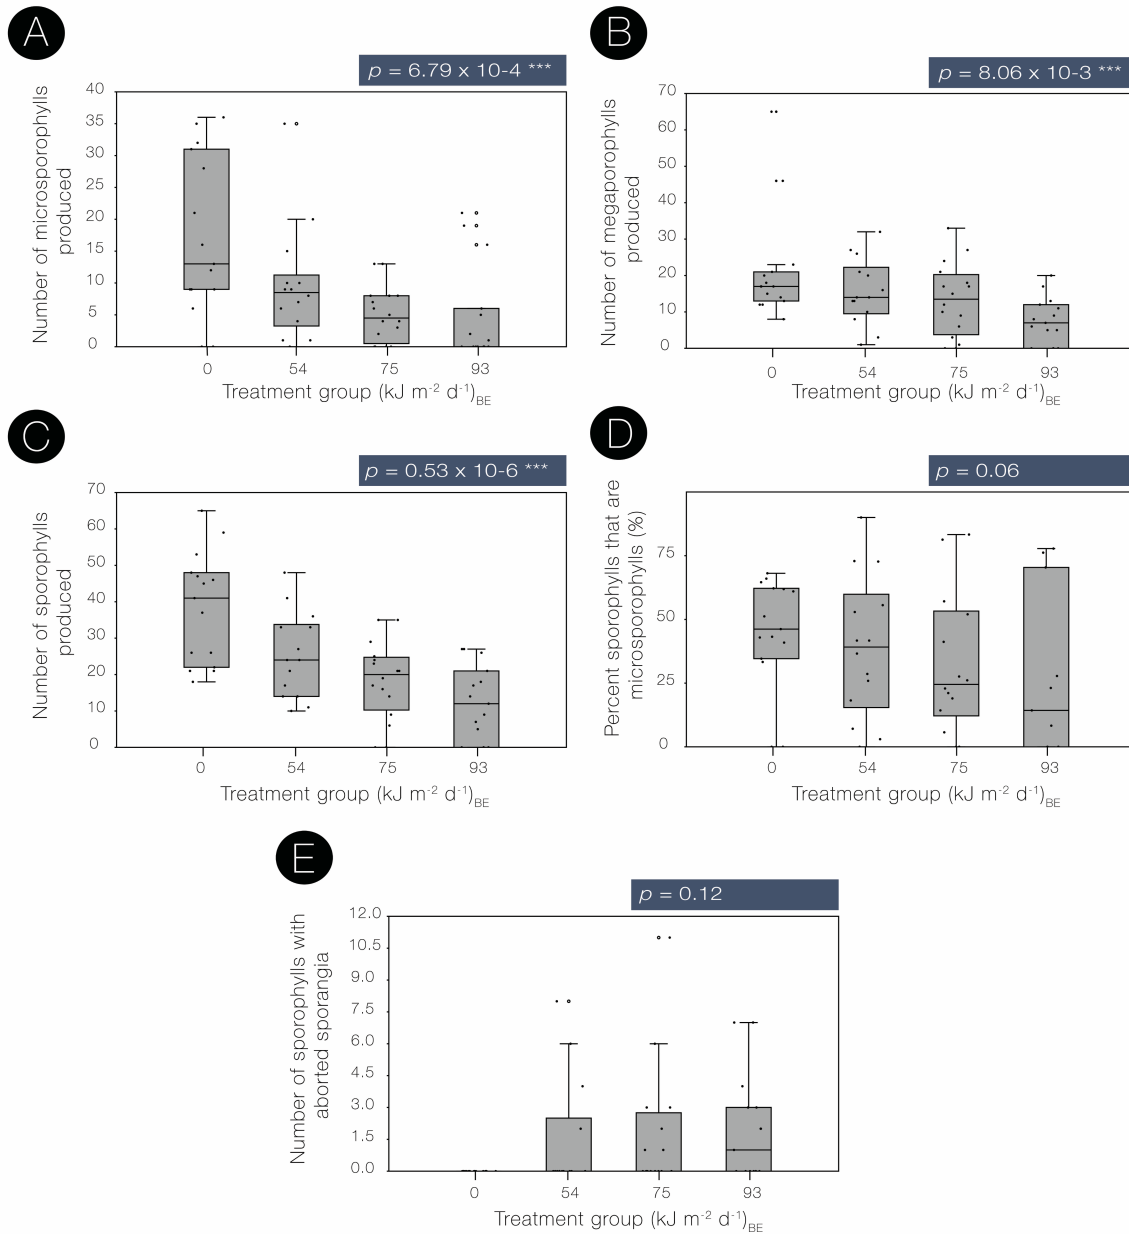 A
p = 6.79 x 10-4 ***
Number of microsporophylls
produced
40
35
30
25
20
15
10
5
0
0 54 75 93
Treatment group (kJ m-2 d-1)BE
B
p = 8.06 x 10-3 ***
Number of megaporophylls
produced
70
60
50
40
30
20
10
0
0 54 75 93
Treatment group (kJ m-2 d-1)BE
C
p = 0.53 x 10-6 ***
Number of sporophylls
produced
70
60
50
40
30
20
10
0
0 54 75 93
Treatment group (kJ m-2 d-1)BE
D
p = 0.06
Percent sporophylls that are
microsporophylls (%)
75
50
25
0
0 54 75 93
Treatment group (kJ m-2 d-1)BE
E
p = 0.12
Number of sporophylls with
aborted sporangia
12.0
10.5
9.0
7.5
6.0
4.5
3.0
1.5
0.0
0 54 75 93
Treatment group (kJ m-2 d-1)BE